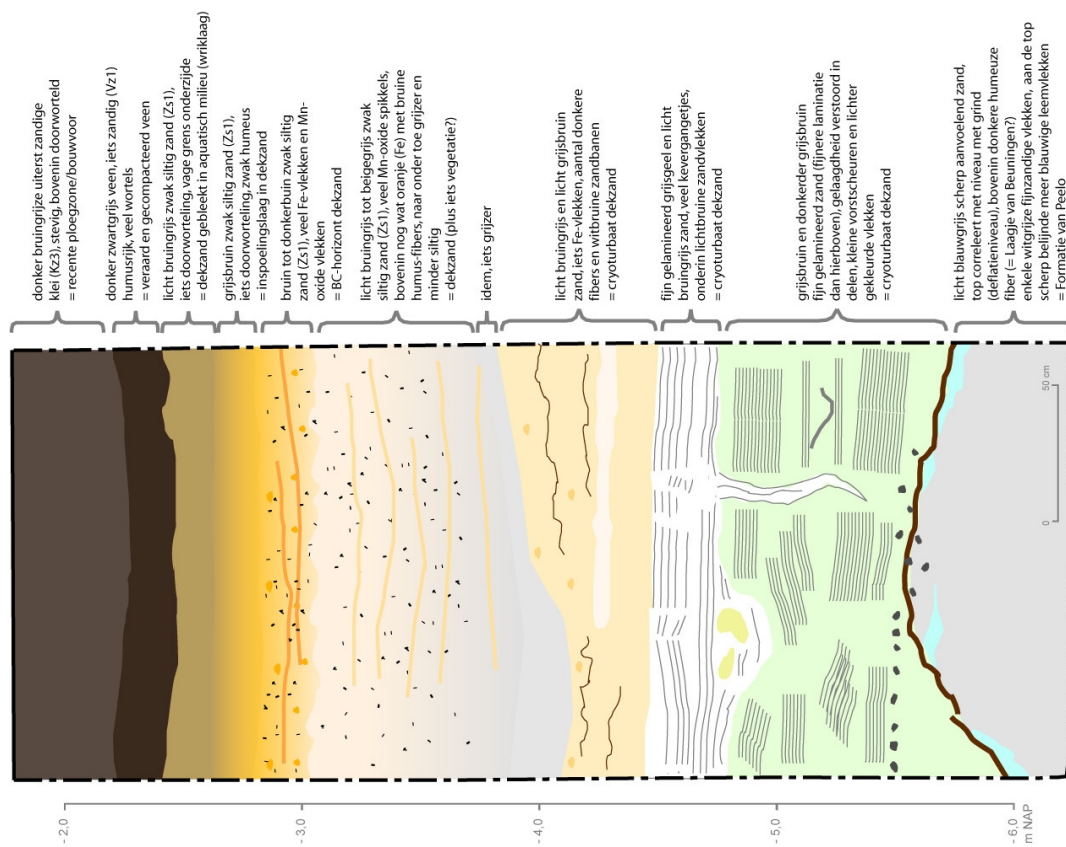 donker bruingrijze uiterst zandige
klei (Kz3), stevig, bovenin doorworteld
= recente ploegzone/bouwvoor
donker zwartgrijs veen, iets zandig (Vz1)
humusrijk, veel wortels
= veraard en gecompacteerd veen
licht bruingrijs zwak siltig zand (Zs1),
iets doorworteling, vage grens onderzijde
= dekzand gebleekt in aquatisch milieu (wriklaag)
grijsbruin zwak siltig zand (Zs1),
iets doorworteling, zwak humeus
= inspoelingslaag in dekzand
bruin tot donkerbuin zwak siltig
zand (Zs1), veel Fe-vlekken en Mn-
oxide vlekken
= BC-horizont dekzand
licht bruingrijs tot beigegrijs zwak
siltig zand (Zs1), veel Mn-oxide spikkels,
bovenin nog wat oranje (Fe) met bruine
humus-fibers, naar onder toe grijzer en
minder siltig
= dekzand (plus iets vegetatie?)
idem, iets grijzer
licht bruingrijs en licht grijsbruin
zand, iets Fe-vlekken, aantal donkere
fibers en witbruine zandbanen
= cryoturbaat dekzand
fijn gelamineerd grijsgeel en licht
bruingrijs zand, veel kevergangetjes,
onderin lichtbruine zandvlekken
= cryoturbaat dekzand
grijsbruin en donkerder grijsbruin
fijn gelamineerd zand (fijnere laminatie
dan hierboven), gelaagdheid verstoord in
delen, kleine vorstscheuren en lichter
gekleurde vlekken
= cryoturbaat dekzand
licht blauwgrijs scherp aanvoelend zand,
top correleert met niveau met grind
(deflatieniveau), bovenin donkere humeuze
fiber (= laagje van Beuningen?)
enkele witgrijze fijnzandige vlekken, aan de top
scherp belijnde meer blauwige leemvlekken
= Formatie van Peelo
- 2,0
- 3,0
- 4,0
- 5,0
- 6,0
m NAP
0
50 cm